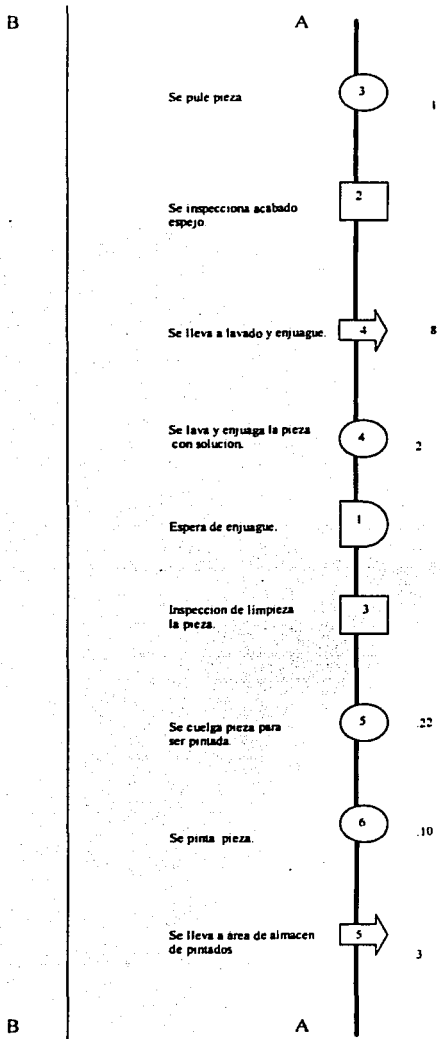 B A
Se pule pieza 3 1
2
Se inspecciona acabado
espejo.
Se lleva a lavado y enjuague. 4 8
Se lava y enjuaga la pieza 4
con solucion. 2
Espera de enjuague. 1
Inspeccion de limpieza 3
la pieza.
Se cuelga pieza para 5 .22
ser pintada.
6 .10
Se pinta pieza.
Se lleva a área de almacen 5
de pintados 3
B A